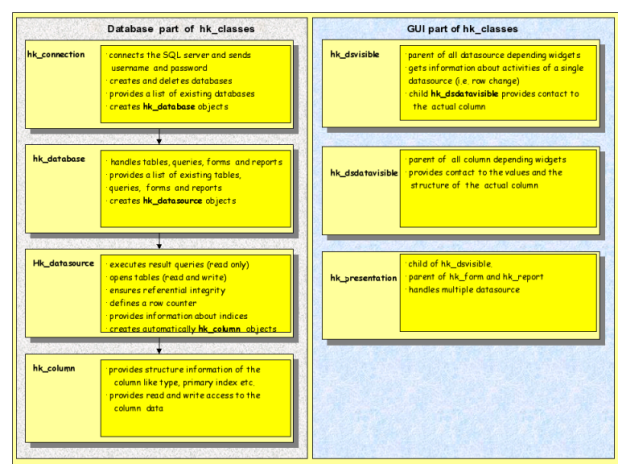 Database part of hk_classes
hk_connection
· connects the SQL server and sends
username and password
· creates and deletes databases
· provides a list of existing databases
· creates hk_database objects
hk_database
· handles tables, queries, forms and reports
· provides a list of existing tables,
queries, forms and reports
· creates hk_datasource objects
Hk_datasource
· executes result queries (read only)
· opens tables (read and write)
· ensures referential integrity
· defines a row counter
· provides information about indices
· creates automatically hk_column objects
hk_column
· provides structure information of the
column like type, primary index etc.
· provides read and write access to the
column data
GUI part of hk_classes
hk_dsvisible
· parent of all datasource depending widgets
· gets information about activities of a single
datasource (i.e. row change)
· child hk_dsdatavisible provides contact to
the actual column
hk_dsdatavisible
· parent of all column depending widgets
· provides contact to the values and the
structure of the actual column
hk_presentation
· child of hk_dsvisible.
· parent of hk_form and hk_report
· handles multiple datasource